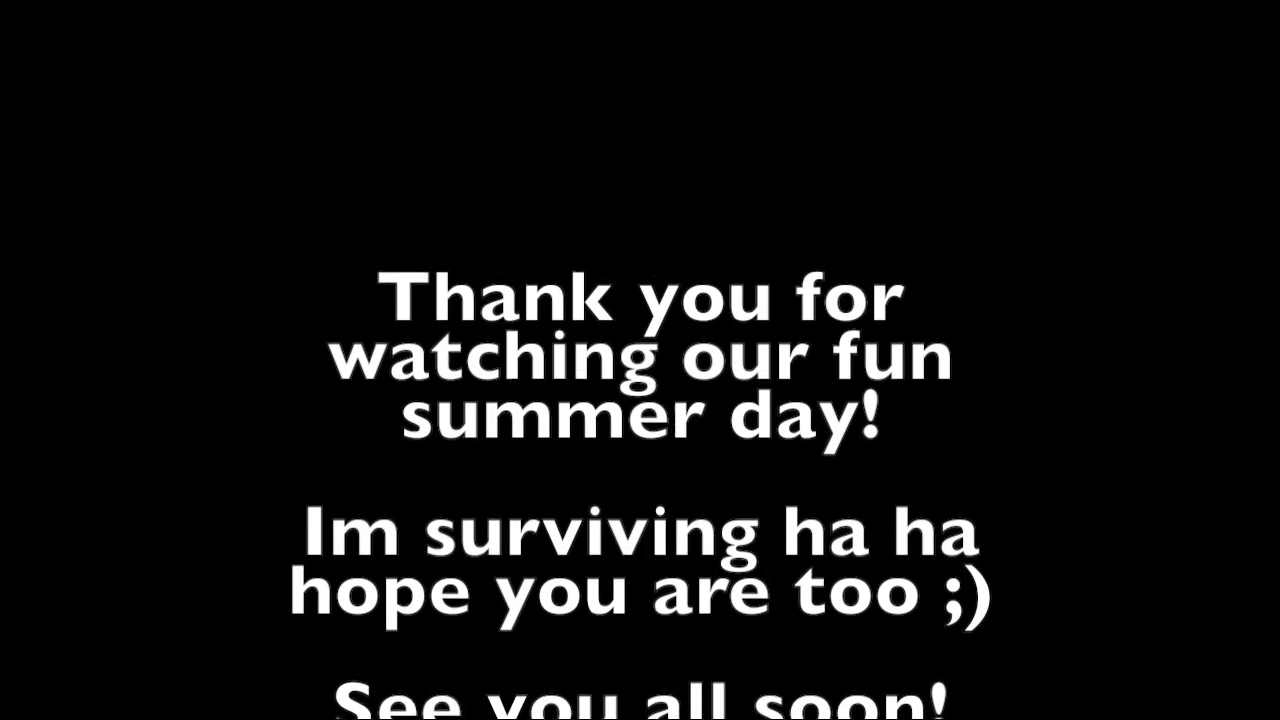 Thank you for
watching our fun
summer day!
Im surviving ha ha
hope you are too ;)
See you all soon!